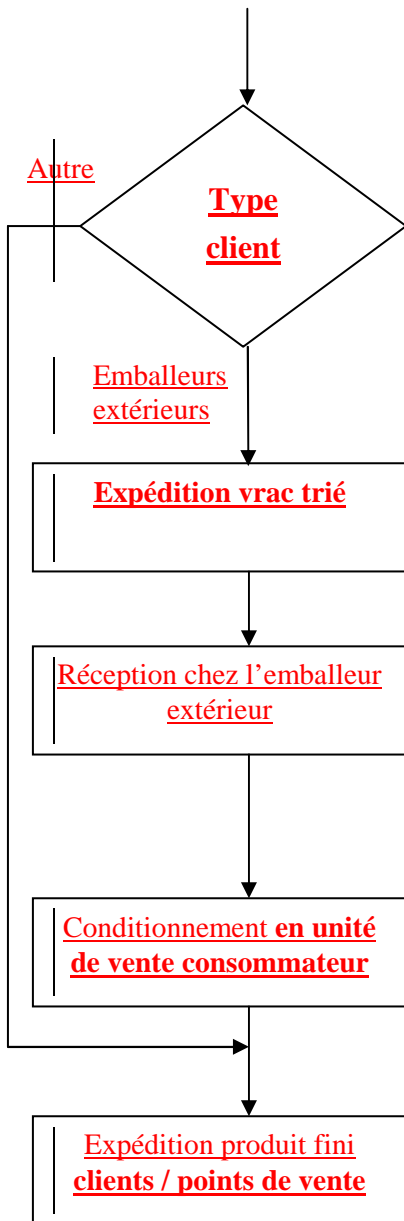 Autre
Type
client
Emballeurs
extérieurs
Expédition vrac trié
Réception chez l’emballeur
extérieur
Conditionnement en unité
de vente consommateur
Expédition produit fini
clients / points de vente